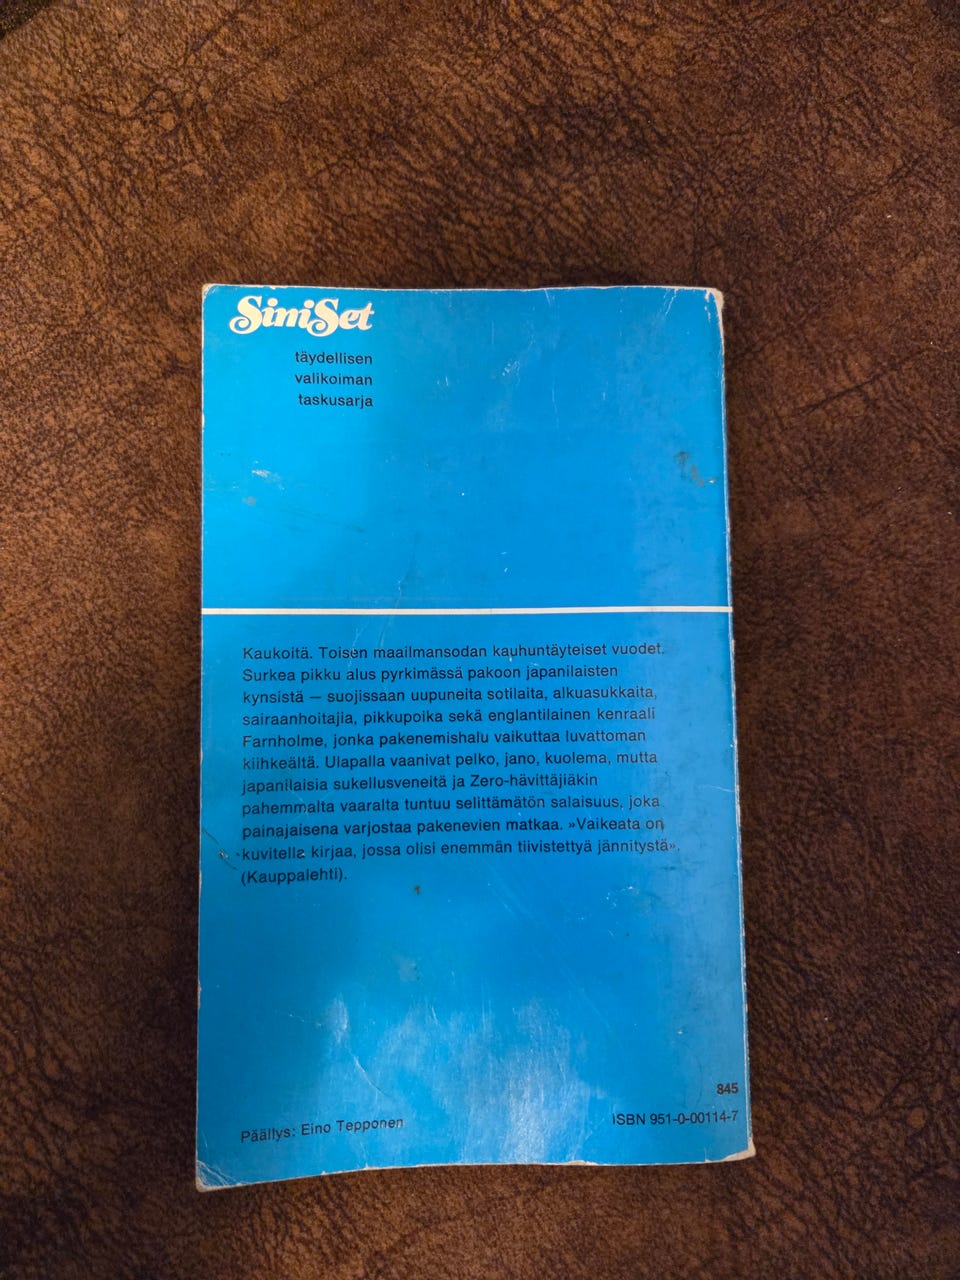 SiniSet
täydellisen
valikoiman
taskusarja
Kaukoitä. Toisen maailmansodan kauhuntäyteiset vuodet.
Surkea pikku alus pyrkimässä pakoon japanilaisten
kynsistä — suojissaan uupuneita sotilaita, alkuasukkaita,
sairaanhoitajia, pikkupoika sekä englantilainen kenraali
Farnholme, jonka pakenemishalu vaikuttaa luvattoman
kiihkeältä. Ulapalla vaanivat pelko, jano, kuolema, mutta
japanilaisia sukellusveneitä ja Zero-hävittäjiäkin
pahemmalta vaaralta tuntuu selittämätön salaisuus, joka
painajaisena varjostaa pakenevien matkaa. »Vaikeata on
kuvitella kirjaa, jossa olisi enemmän tiivistettyä jännitystä».
(Kauppalehti).
845
Päällys: Eino Tepponen
ISBN 951-0-00114-7